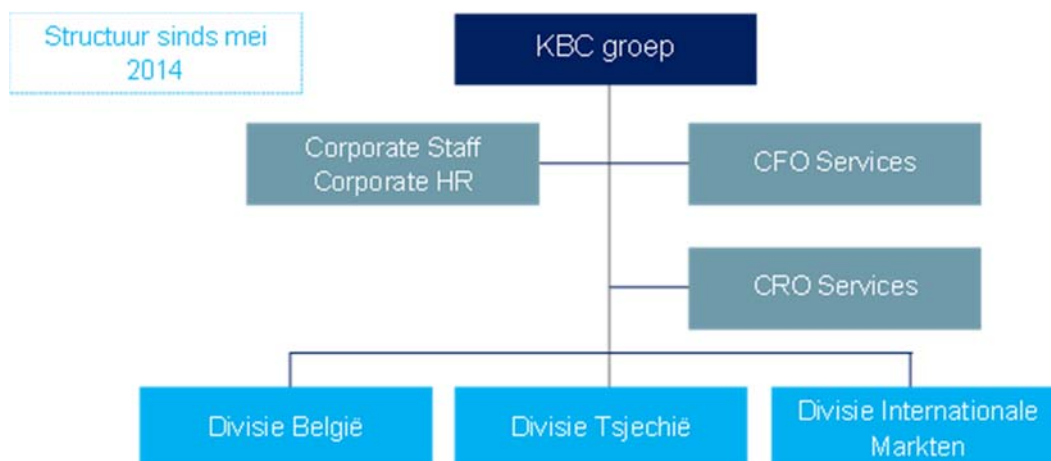 Structuur sinds mei
2014
KBC groep
Corporate Staff
Corporate HR
CFO Services
CRO Services
Divisie België
Divisie Tsjechië
Divisie Internationale
Markten